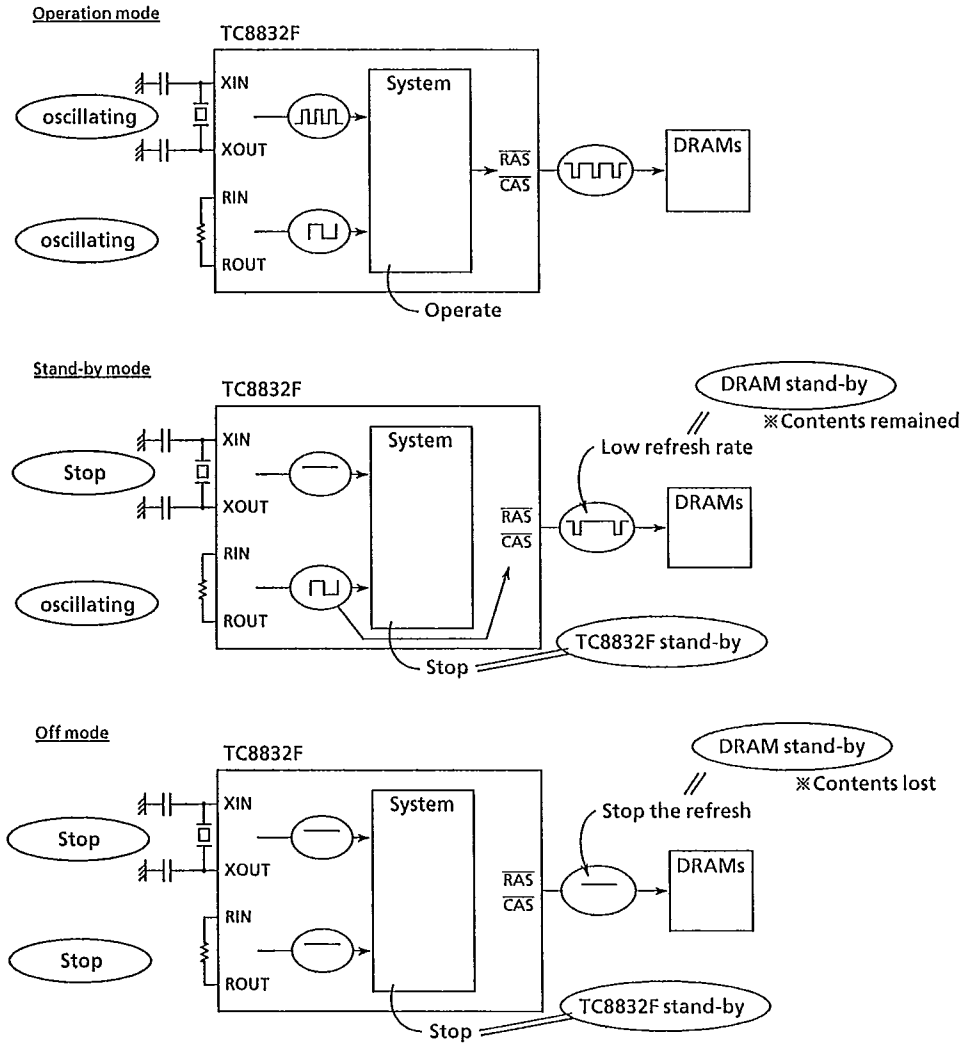 Operation mode
TC8832F
XIN
System
oscillating
XOUT
RAS
CAS
DRAMs
RIN
oscillating
ROUT
Operate
Stand-by mode
TC8832F
DRAM stand-by
※Contents remained
XIN
System
Low refresh rate
Stop
XOUT
RAS
CAS
DRAMs
RIN
oscillating
ROUT
Stop
TC8832F stand-by
Off mode
TC8832F
DRAM stand-by
※Contents lost
XIN
System
Stop the refresh
Stop
XOUT
RAS
CAS
DRAMs
RIN
Stop
ROUT
Stop
TC8832F stand-by